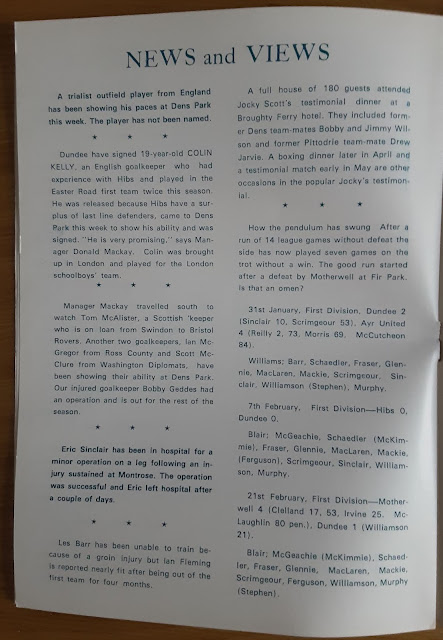 NEWS and VIEWS
A trialist outfield player from England
has been showing his paces at Dens Park
this week. The player has not been named.
★ ★ ★
Dundee have signed 19-year-old COLIN
KELLY, an English goalkeeper who had
experience with Hibs and played in the
Easter Road first team twice this season.
He was released because Hibs have a sur-
plus of last line defenders, came to Dens
Park this week to show his ability and was
signed. "He is very promising," says Man-
ager Donald Mackay. Colin was brought
up in London and played for the London
schoolboys' team.
★ ★ ★
Manager Mackay travelled south to
watch Tom McAlister, a Scottish 'keeper
who is on loan from Swindon to Bristol
Rovers. Another two goalkeepers, Ian Mc-
Gregor from Ross County and Scott Mc-
Clure from Washington Diplomats, have
been showing their ability at Dens Park.
Our injured goalkeeper Bobby Geddes had
an operation and is out for the rest of the
season.
★ ★ ★
Eric Sinclair has been in hospital for a
minor operation on a leg following an in-
jury sustained at Montrose. The operation
was successful and Eric left hospital after
a couple of days.
★ ★ ★
Les Barr has been unable to train be-
cause of a groin injury but Ian Fleming
is reported nearly fit after being out of the
first team for four months.
A full house of 180 guests attended
Jocky Scott's testimonial dinner at a
Broughty Ferry hotel. They included form-
er Dens team-mates Bobby and Jimmy Wil-
son and former Pittodrie team-mate Drew
Jarvie. A boxing dinner later in April and
a testimonial match early in May are other
occasions in the popular Jocky's testimon-
ial.
★ ★ ★
How the pendulum has swung After a
run of 14 league games without defeat the
side has now played seven games on the
trot without a win. The good run started
after a defeat by Motherwell at Fir Park.
Is that an omen?
31st January, First Division, Dundee 2
(Sinclair 10, Scrimgeour 53). Ayr United
4 (Reilly 2, 73, Morris 69, McCutcheon
84).
Williams; Barr, Schaedler, Fraser, Glen-
nie, MacLaren, Mackie, Scrimgeour, Sin-
clair, Williamson (Stephen), Murphy.
7th February, First Division—Hibs 0,
Dundee 0.
Blair; McGeachie, Schaedler (McKim-
mie), Fraser, Glennie, MacLaren, Mackie,
(Ferguson), Scrimgeour, Sinclair, William-
son, Murphy.
21st February, First Division—Mother-
well 4 (Clelland 17, 53, Irvine 25, Mc-
Laughlin 80 pen.), Dundee 1 (Williamson
21).
Blair; McGeachie (McKimmie), Schaed-
ler, Fraser, Glennie, MacLaren, Mackie,
Scrimgeour, Ferguson, Williamson, Murphy
(Stephen).